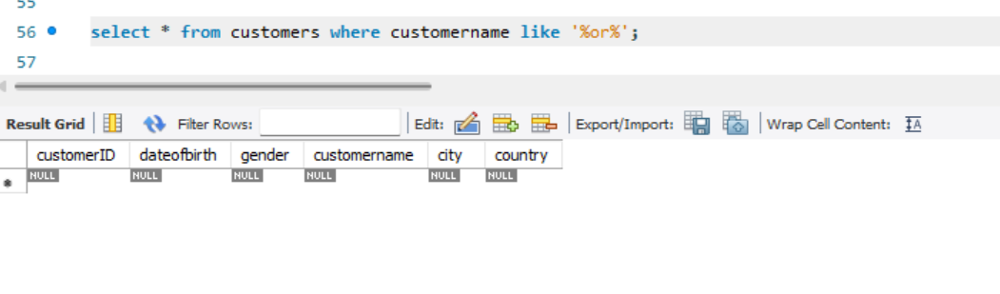 55
56 select * from customers where customername like '%or%';
57
Result Grid Filter Rows: Edit: Export/Import: Wrap Cell Content: IA
customerID dateofbirth gender customername city country
* NULL NULL NULL NULL NULL NULL